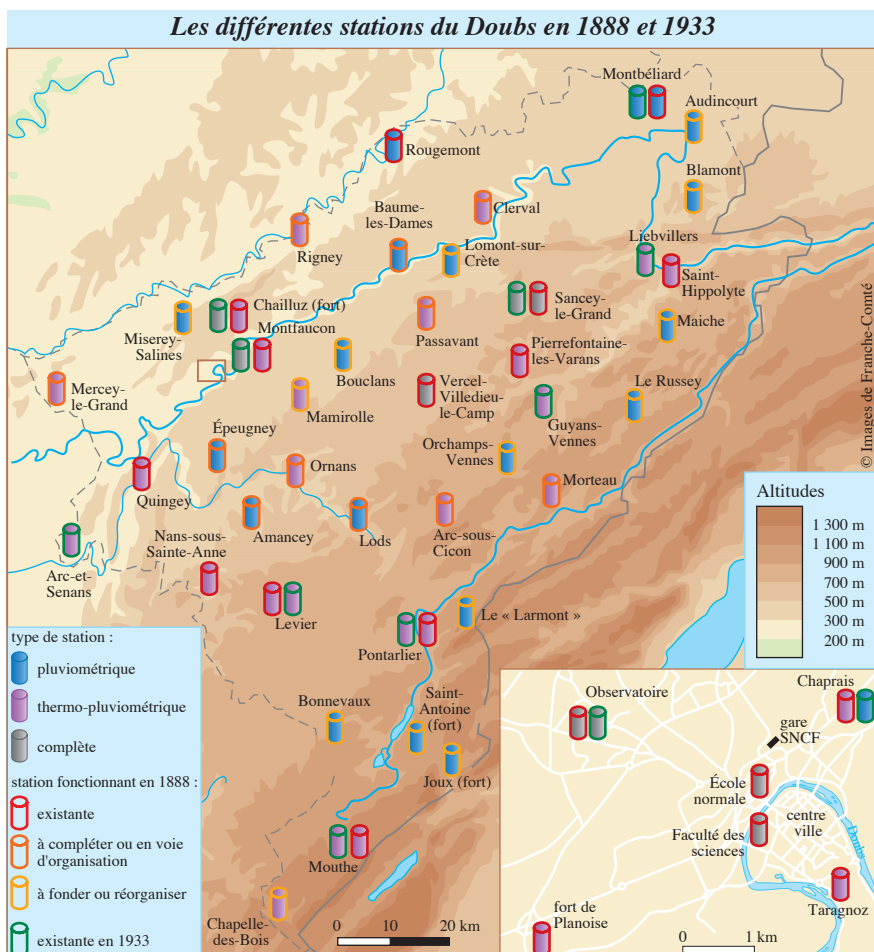 Les différentes stations du Doubs en 1888 et 1933
Montbéliard
Audincourt
Rougemont
Blamont
Baume-
les-Dames
Clerval
Rigney
Lomont-sur-
Crète
Liebvillers
Saint-
Hippolyte
Chailluz (fort)
Sancey-
le-Grand
Miserey-
Salines
Montfaucon
Passavant
Maiche
Pierrefontaine-
les-Varans
Bouclans
Mercey-
le-Grand
Mamirolle
Vercel-
Villedieu-
le-Camp
Le Russey
Guyans-
Vennes
Épeugney
Orchamps-
Vennes
Ornans
Morteau
Quingey
Nans-sous-
Sainte-Anne
Amancey
Lods
Arc-sous-
Cicon
Arc-et-
Senans
Levier
Le « Larmont »
Pontarlier
Bonnevaux
Saint-
Antoine
(fort)
Joux (fort)
Mouthe
Chapelle-
des-Bois
0 10 20 km
© Images de Franche-Comté
Altitudes
1 300 m
1 100 m
900 m
700 m
500 m
300 m
200 m
type de station :
pluviométrique
thermo-pluviométrique
complète
station fonctionnant en 1888 :
existante
à compléter ou en voie
d'organisation
à fonder ou réorganiser
existante en 1933
Observatoire
Chaprais
gare
SNCF
École
normale
centre
ville
Faculté des
sciences
Doubs
Taragnoz
fort de
Planoise
0 1 km